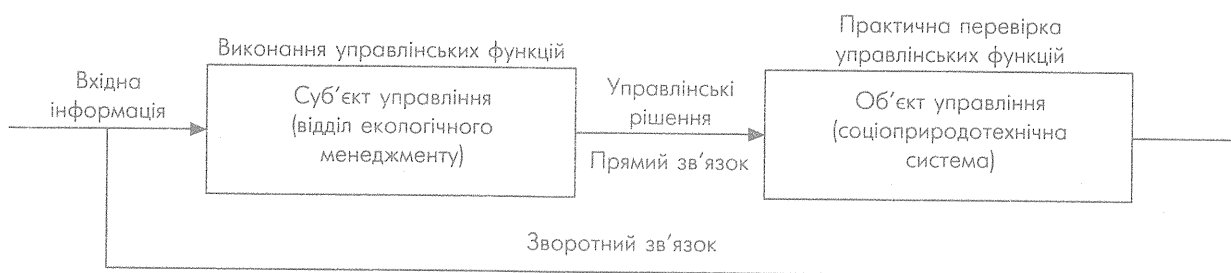 Практична перевірка
управлінських функцій
Виконання управлінських функцій
Вхідна
інформація
Суб’єкт управління
(відділ екологічного
менеджменту)
Управлінські
рішення
Прямий зв’язок
Об’єкт управління
(соціоприродотехнічна
система)
Зворотний зв’язок